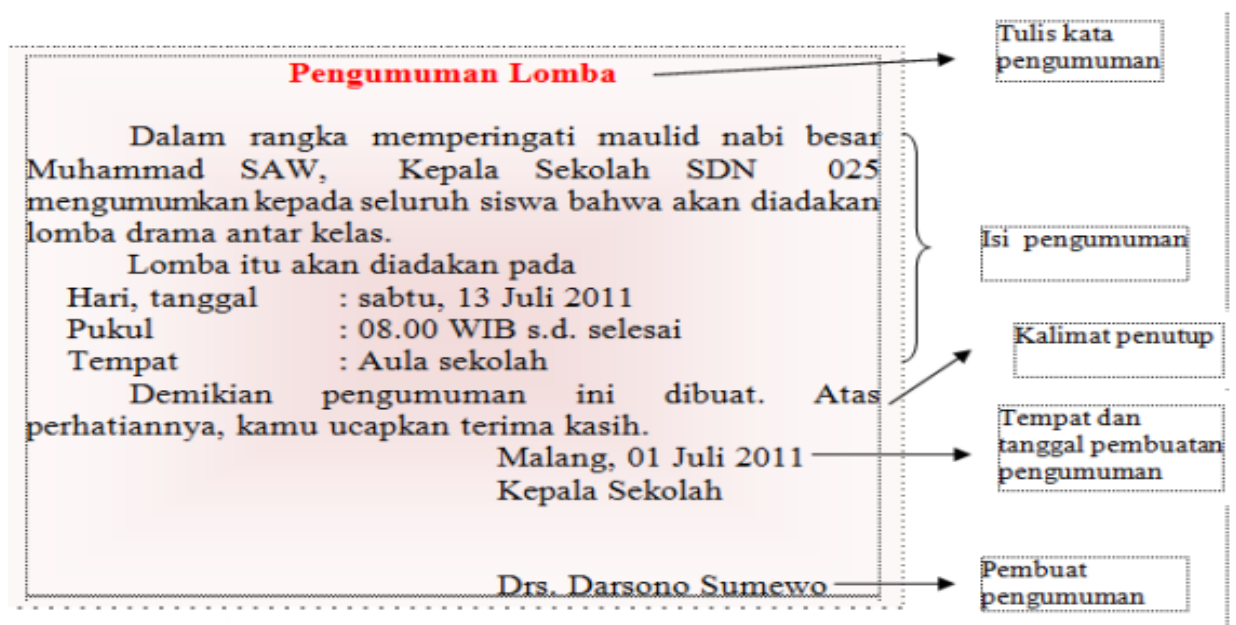 Pengumuman Lomba
Dalam rangka memperingati maulid nabi besar
Muhammad SAW, Kepala Sekolah SDN 025
mengumumkan kepada seluruh siswa bahwa akan diadakan
lomba drama antar kelas.
Lomba itu akan diadakan pada
Hari, tanggal : sabtu, 13 Juli 2011
Pukul : 08.00 WIB s.d. selesai
Tempat : Aula sekolah
Demikian pengumuman ini dibuat. Atas
perhatiannya, kamu ucapkan terima kasih.
Malang, 01 Juli 2011
Kepala Sekolah
Drs. Darsono Sumewo
Tulis kata
pengumuman
Isi pengumuman
Kalimat penutup
Tempat dan
tanggal pembuatan
pengumuman
Pembuat
pengumuman